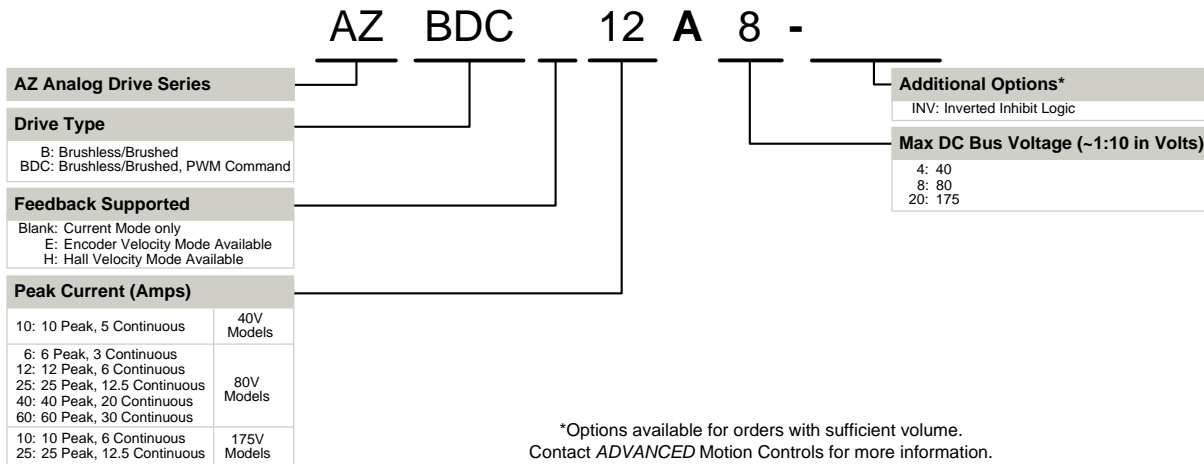 AZ BDC 12 A 8 -
AZ Analog Drive Series
Drive Type
B: Brushless/Brushed
BDC: Brushless/Brushed, PWM Command
Feedback Supported
Blank: Current Mode only
E: Encoder Velocity Mode Available
H: Hall Velocity Mode Available
Peak Current (Amps)
10: 10 Peak, 5 Continuous
40V
Models
6: 6 Peak, 3 Continuous
12: 12 Peak, 6 Continuous
25: 25 Peak, 12.5 Continuous
40: 40 Peak, 20 Continuous
60: 60 Peak, 30 Continuous
80V
Models
10: 10 Peak, 6 Continuous
25: 25 Peak, 12.5 Continuous
175V
Models
Additional Options*
INV: Inverted Inhibit Logic
Max DC Bus Voltage (~1:10 in Volts)
4: 40
8: 80
20: 175
*Options available for orders with sufficient volume.
Contact ADVANCED Motion Controls for more information.